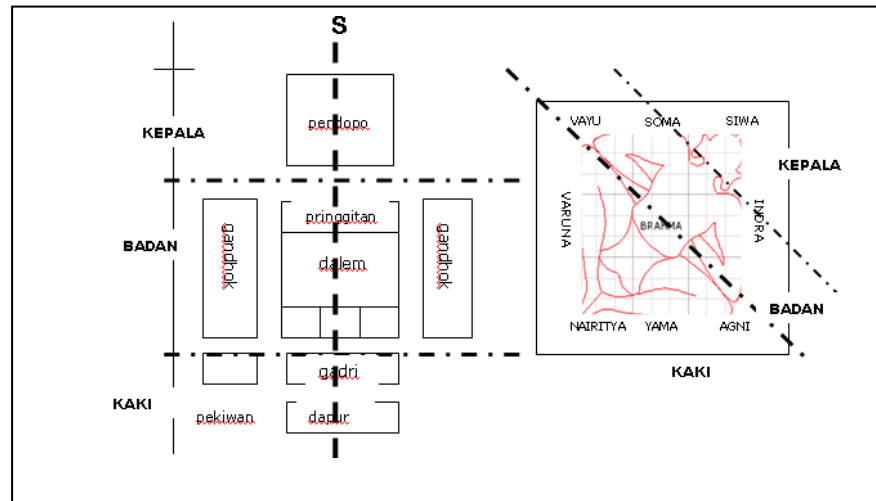 S
KEPALA
pendopo
BADAN
gandhok
pringgitan
dalem
gandhok
KAKI
gadri
pekiwan
dapur
VAYU SOMA SIWA
KEPALA
VARUNA
BRAHMA
INDRA
BADAN
NAIRITYA YAMA AGNI
KAKI